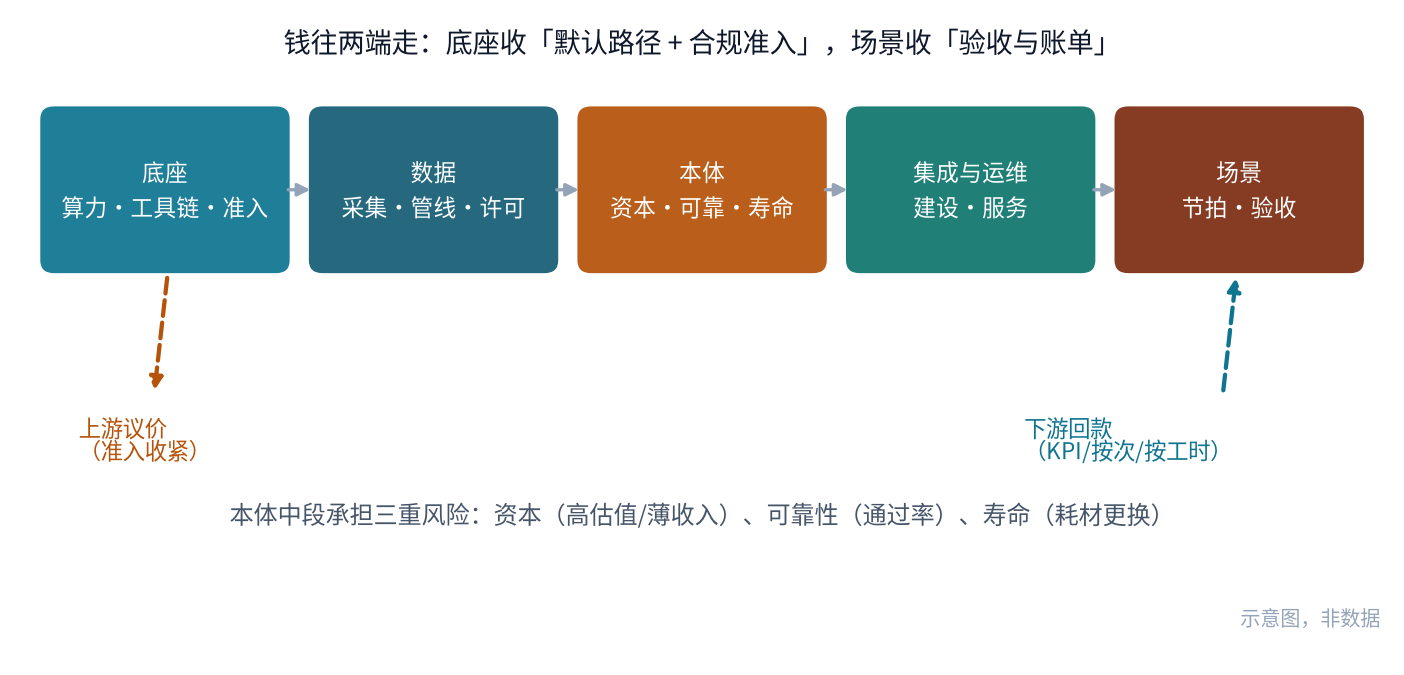 钱往两端走：底座收「默认路径 + 合规准入」，场景收「验收与账单」
底座
算力・工具链・准入
数据
采集・管线・许可
本体
资本・可靠・寿命
集成与运维
建设・服务
场景
节拍・验收
上游议价
（准入收紧）
下游回款
（KPI/按次/按工时）
本体中段承担三重风险：资本（高估值/薄收入）、可靠性（通过率）、寿命（耗材更换）
示意图，非数据